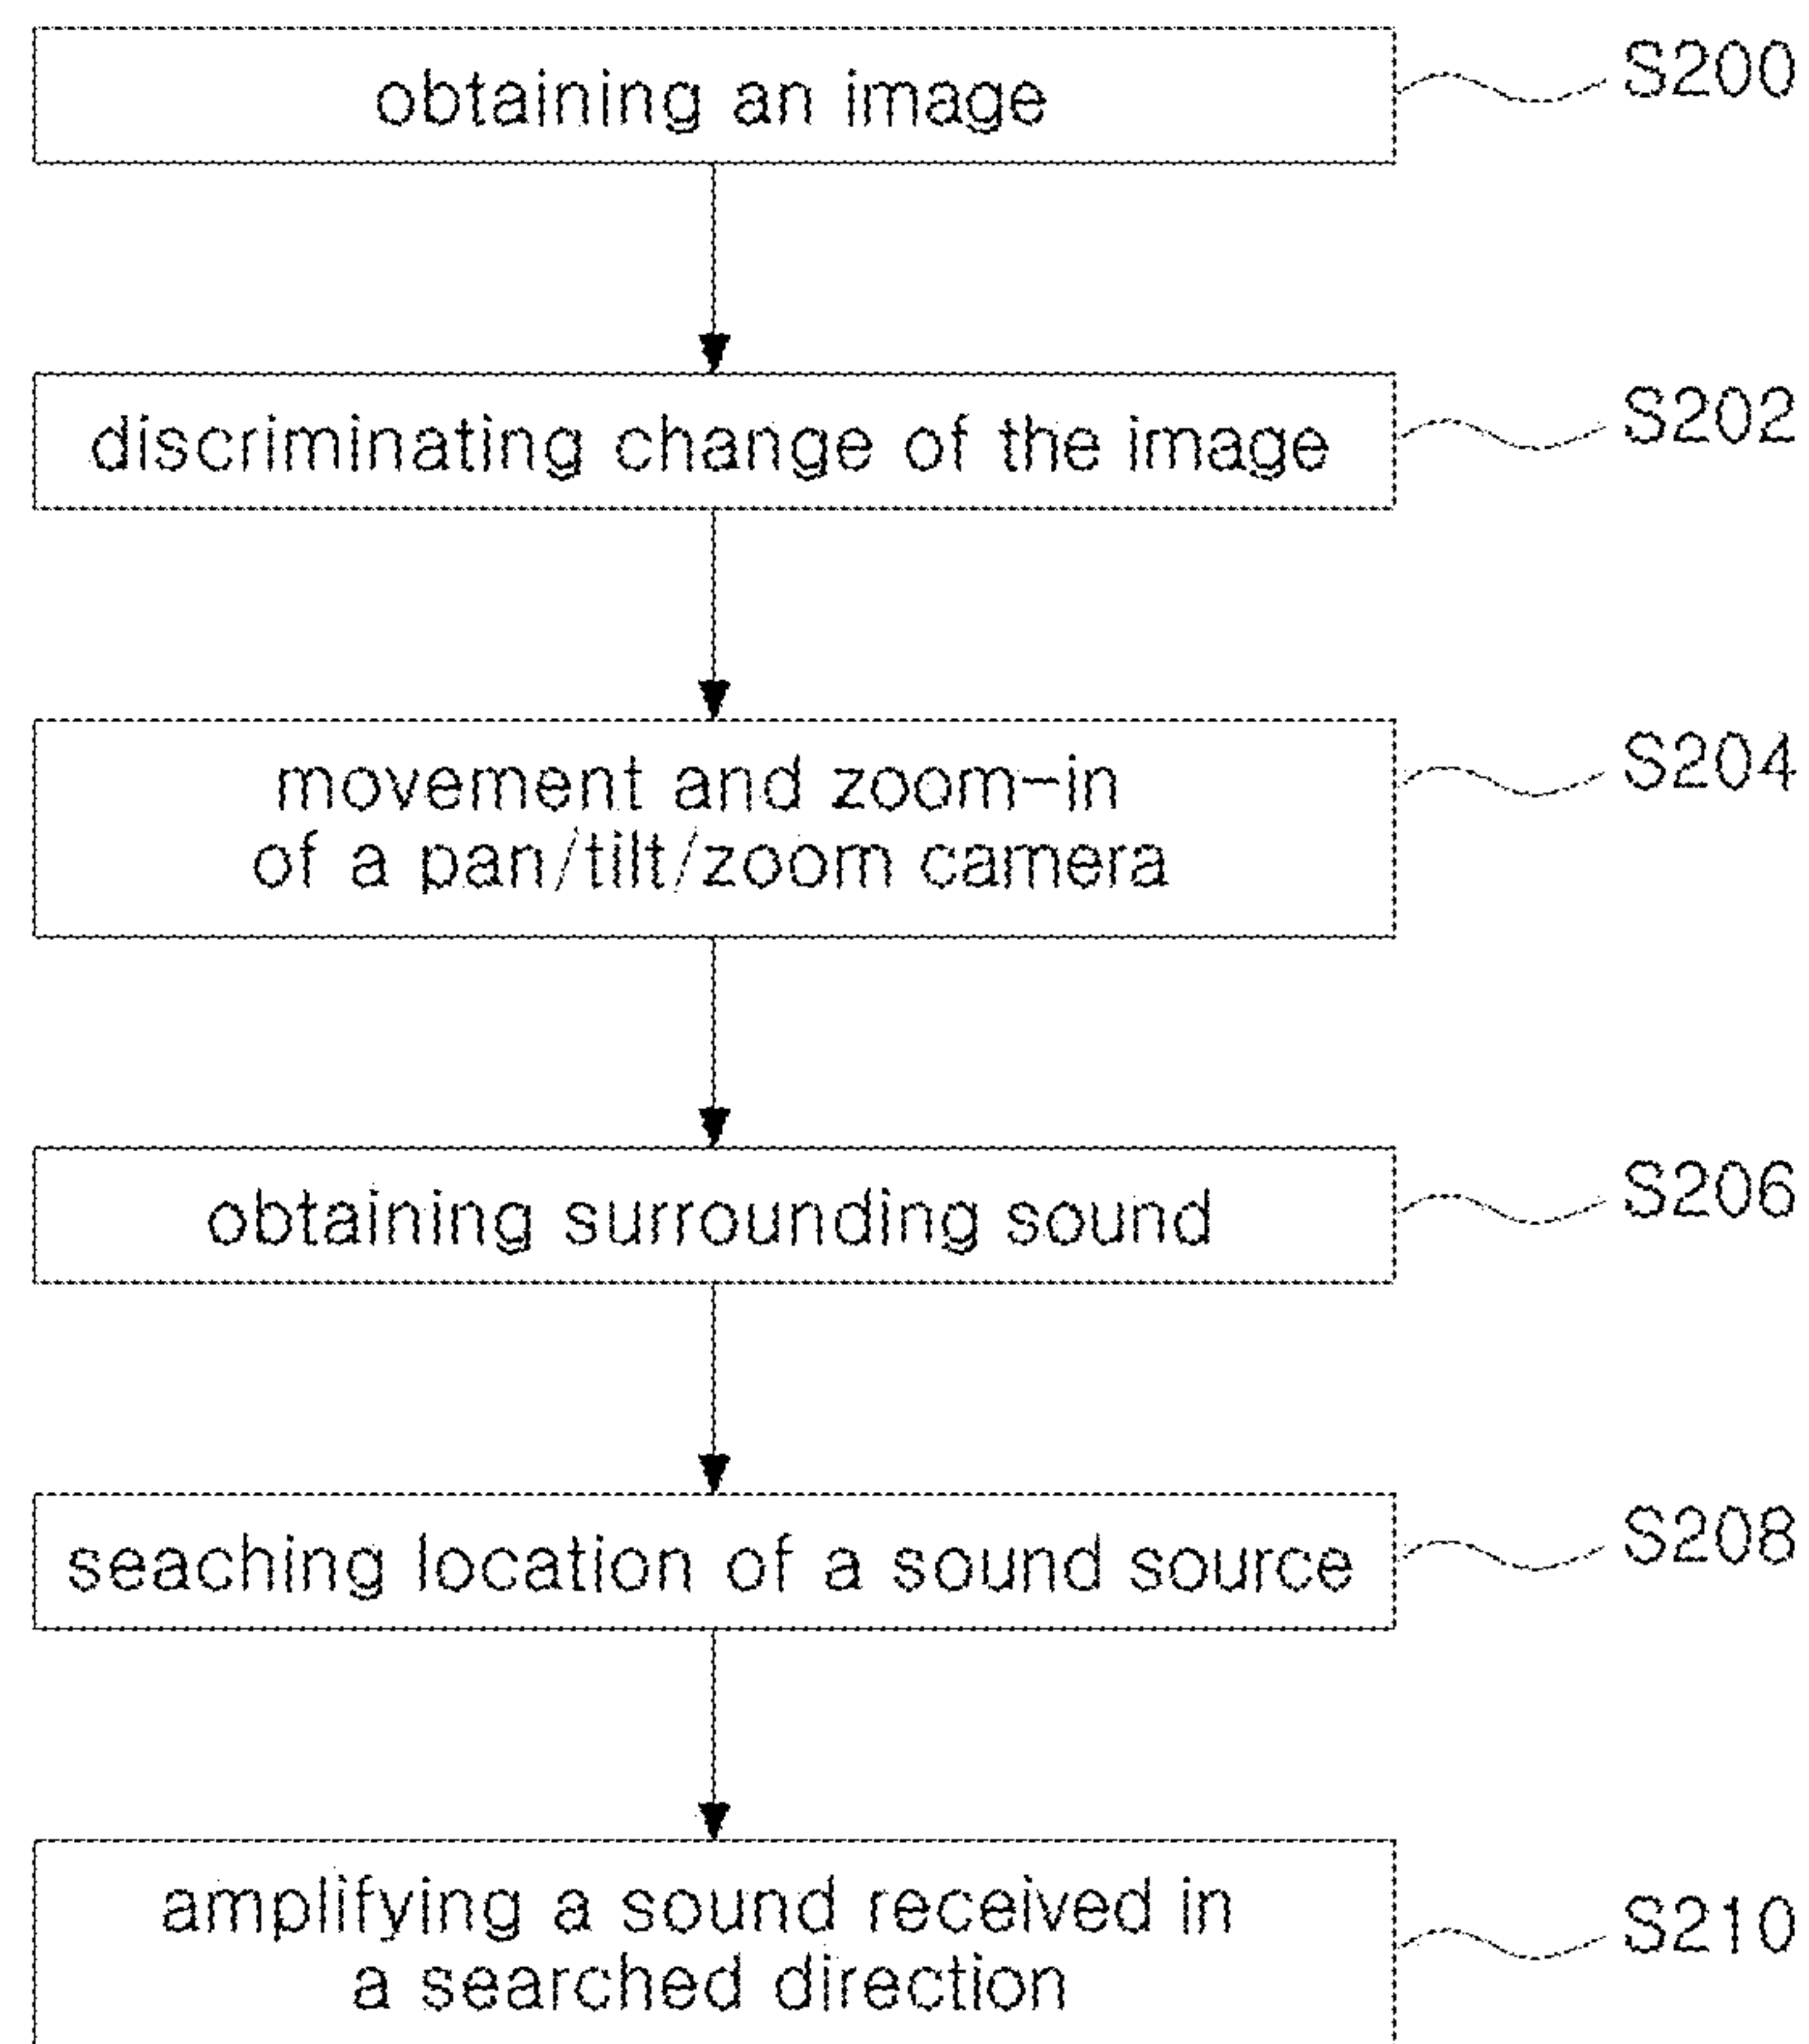 obtaining an image S200
discriminating change of the image S202
movement and zoom-in
of a pan/tilt/zoom camera S204
obtaining surrounding sound S206
seaching location of a sound source S208
amplifying a sound received in
a searched direction S210